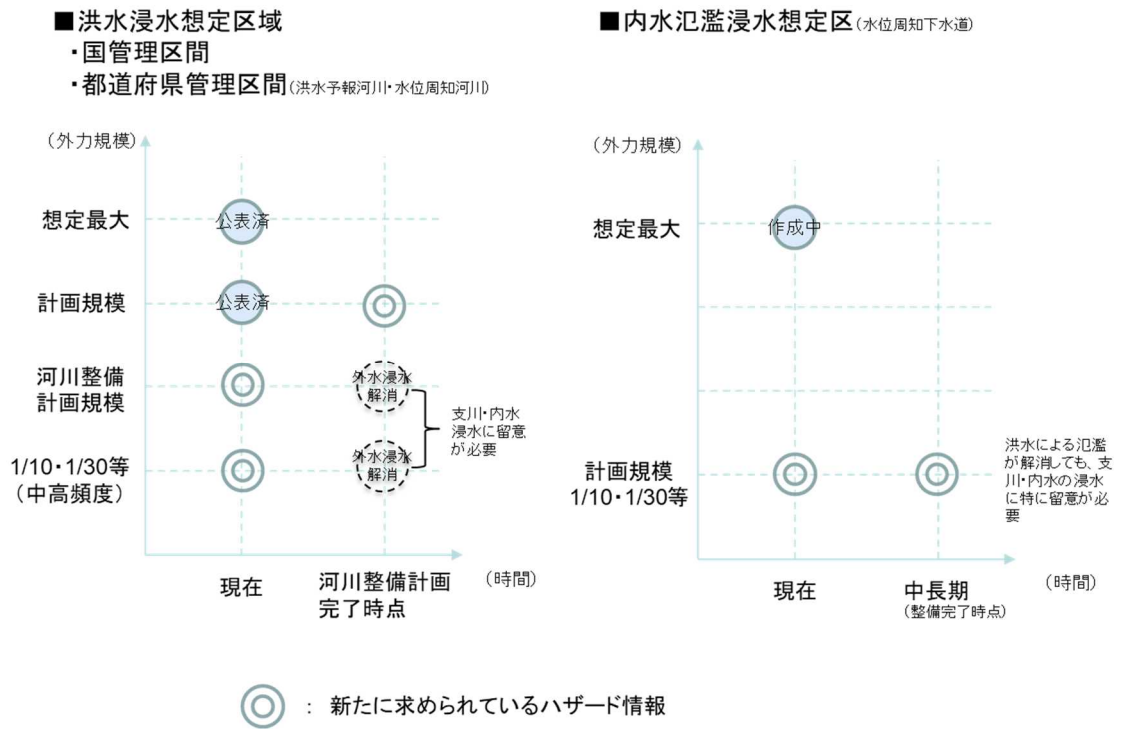 ■洪水浸水想定区域
・国管理区間
・都道府県管理区間(洪水予報河川・水位周知河川)
(外力規模)
想定最大
公表済
計画規模
公表済
河川整備
計画規模
外水浸水
解消
1/10・1/30等
(中高頻度)
外水浸水
解消
支川・内水
浸水に留意
が必要
現在
河川整備計画
完了時点
(時間)
■内水氾濫浸水想定区(水位周知下水道)
(外力規模)
想定最大
作成中
計画規模
1/10・1/30等
洪水による氾濫
が解消しても、支
川・内水の浸水
に特に留意が必
要
現在
中長期
(整備完了時点)
(時間)
: 新たに求められているハザード情報